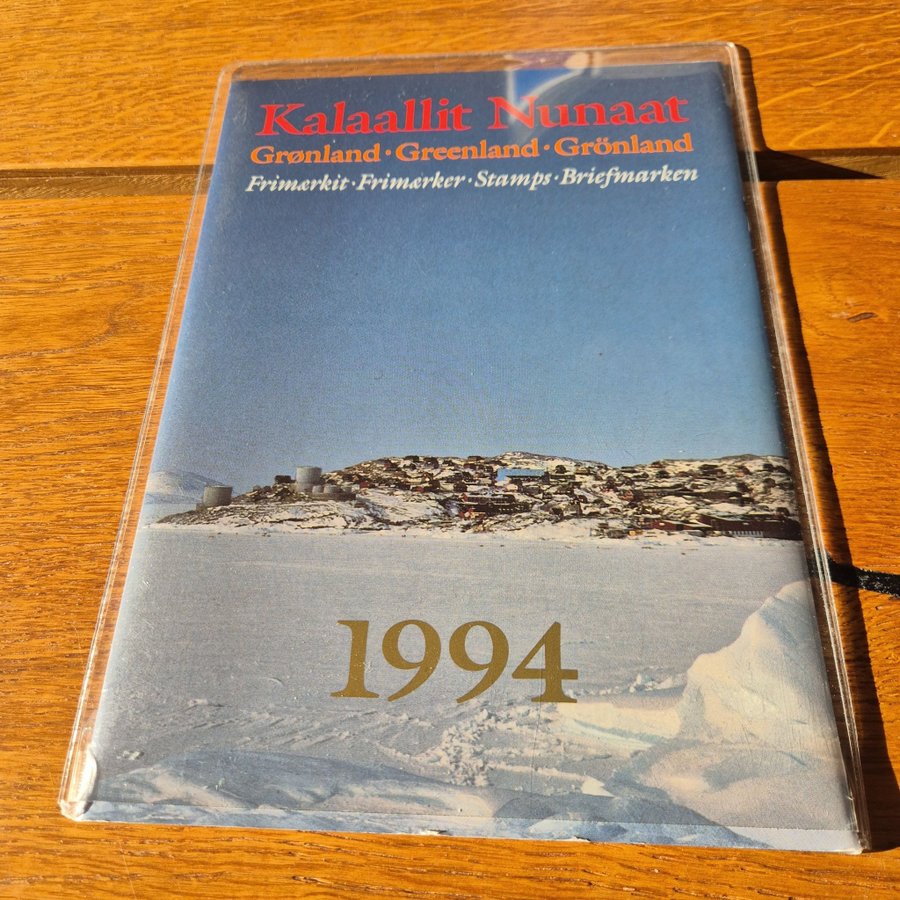 Kalaallit Nunaat
Grønland · Greenland · Grönland
Frimærkit · Frimærker · Stamps · Briefmarken
1994